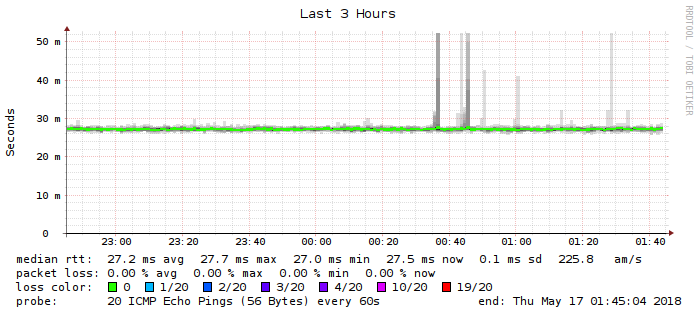 Last 3 Hours
RRDTOOL / TOBI OETIKER
Seconds
50 m
40 m
30 m
20 m
10 m
0
23:00 23:20 23:40 00:00 00:20 00:40 01:00 01:20 01:40
median rtt: 27.2 ms avg 27.7 ms max 27.0 ms min 27.5 ms now 0.1 ms sd 225.8 am/s
packet loss: 0.00 % avg 0.00 % max 0.00 % min 0.00 % now
loss color: 0 1/20 2/20 3/20 4/20 10/20 19/20
probe: 20 ICMP Echo Pings (56 Bytes) every 60s end: Thu May 17 01:45:04 2018